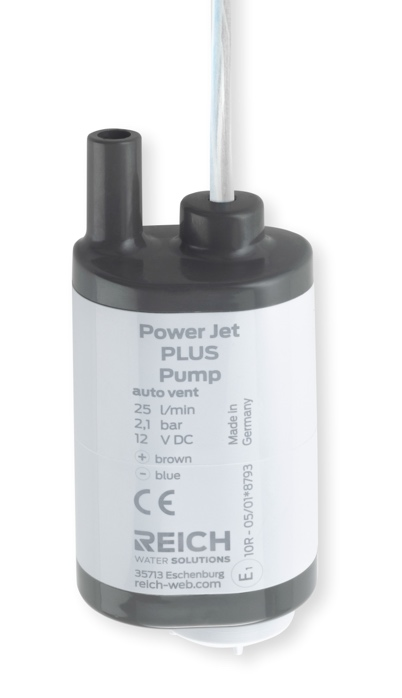 Power Jet
PLUS
Pump
auto vent
25 l/min
2,1 bar
12 V DC
+ brown
- blue
Made in
Germany
CE
REICH
WATER SOLUTIONS
35713 Eschenburg
reich-web.com
E1 10R - 05/01*8793